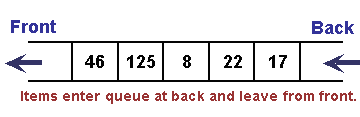 Front Back
46 125 8 22 17
Items enter queue at back and leave from front.